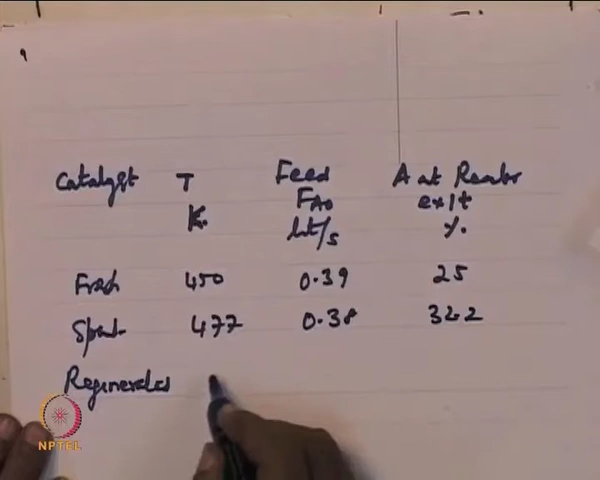 Catalyst T Feed A at Reactor
K. FA0 exit
lit/s %.
Fresh 450 0.39 25
Spent 477 0.38 32.2
Regenerated
NPTEL